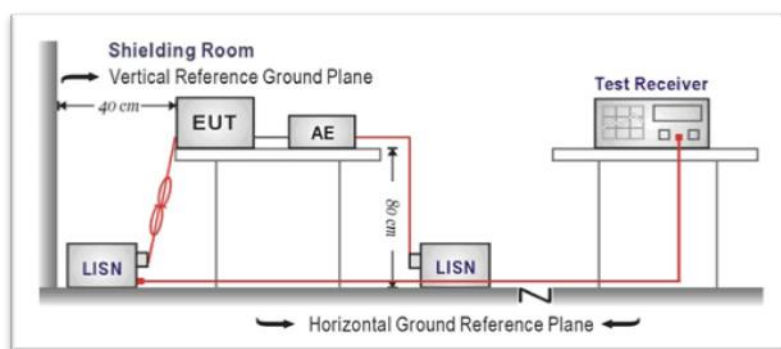 Shielding Room
Vertical Reference Ground Plane
40 cm
EUT
AE
Test Receiver
80 cm
LISN
LISN
Horizontal Ground Reference Plane